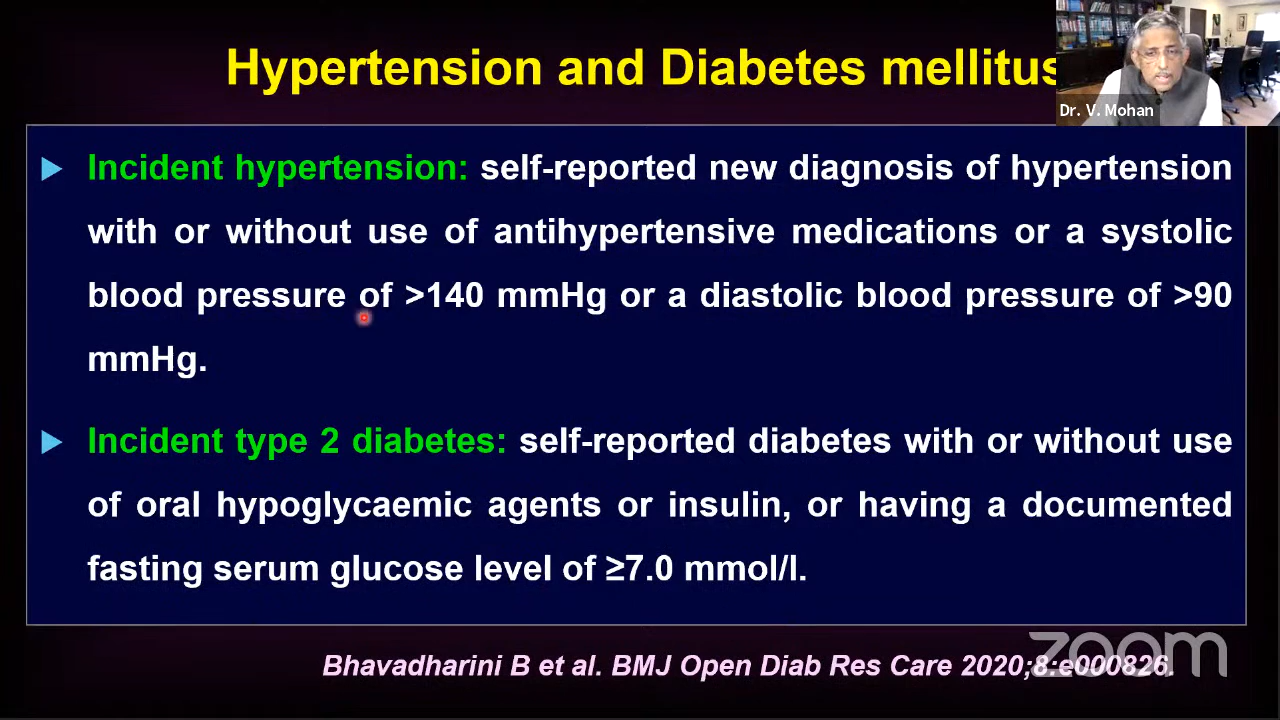 Hypertension and Diabetes mellitus
Dr. V. Mohan
Incident hypertension: self-reported new diagnosis of hypertension
with or without use of antihypertensive medications or a systolic
blood pressure of >140 mmHg or a diastolic blood pressure of >90
mmHg.
Incident type 2 diabetes: self-reported diabetes with or without use
of oral hypoglycaemic agents or insulin, or having a documented
fasting serum glucose level of ≥7.0 mmol/l.
Bhavadharini B et al. BMJ Open Diab Res Care 2020;8:e000826.
zoom